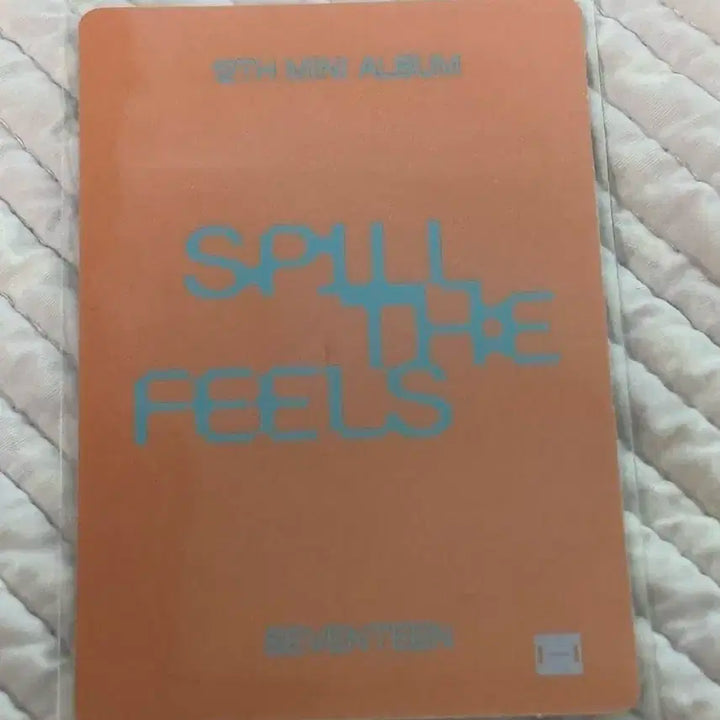 12TH MINI ALBUM
SPILL
THE
FEELS
SEVENTEEN